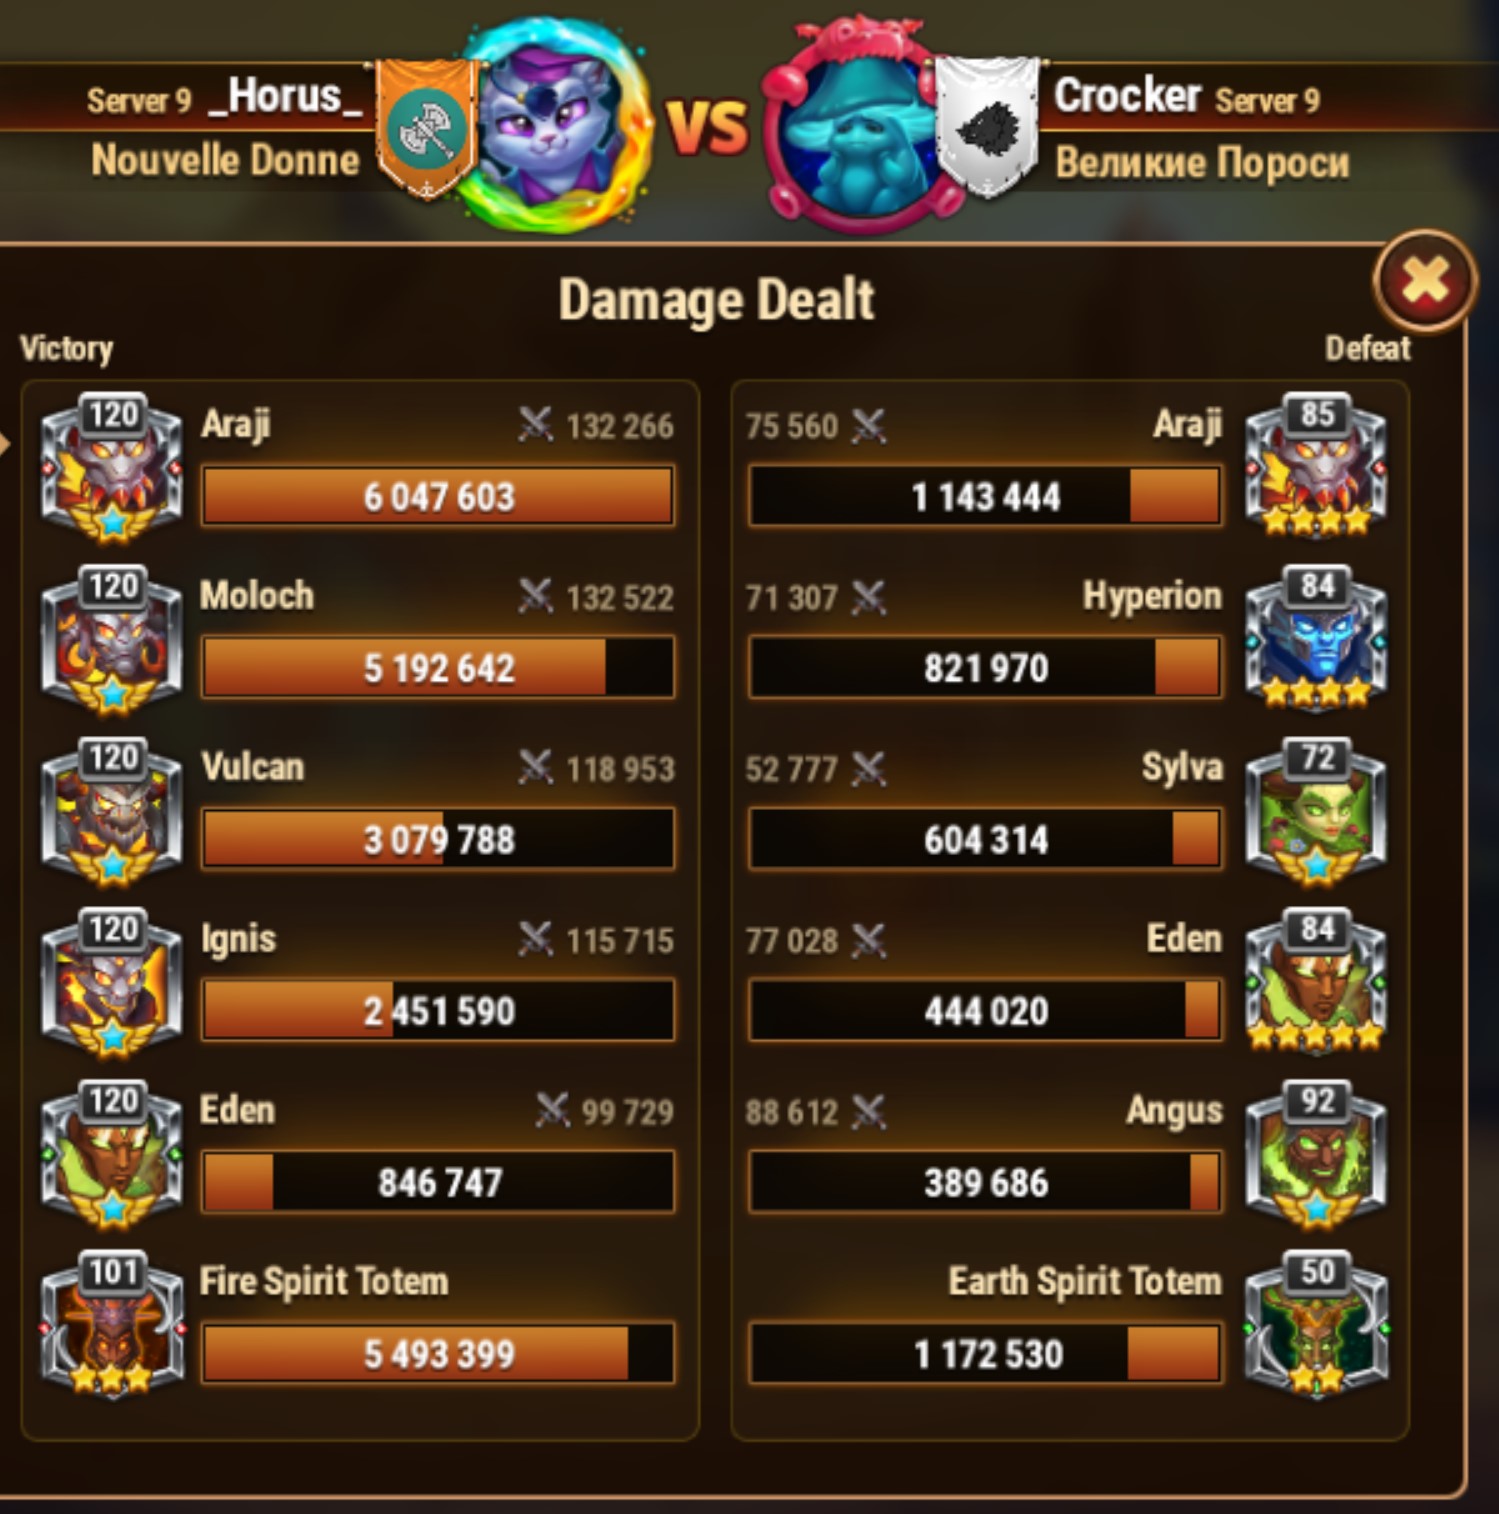 Server 9 _Horus_
Nouvelle Donne
VS
Crocker Server 9
Великие Пороси
Damage Dealt
Victory
Defeat
120 Araji 132 266
6 047 603
75 560 Araji 85
1 143 444
120 Moloch 132 522
5 192 642
71 307 Hyperion 84
821 970
120 Vulcan 118 953
3 079 788
52 777 Sylva 72
604 314
120 Ignis 115 715
2 451 590
77 028 Eden 84
444 020
120 Eden 99 729
846 747
88 612 Angus 92
389 686
101 Fire Spirit Totem
5 493 399
Earth Spirit Totem 50
1 172 530